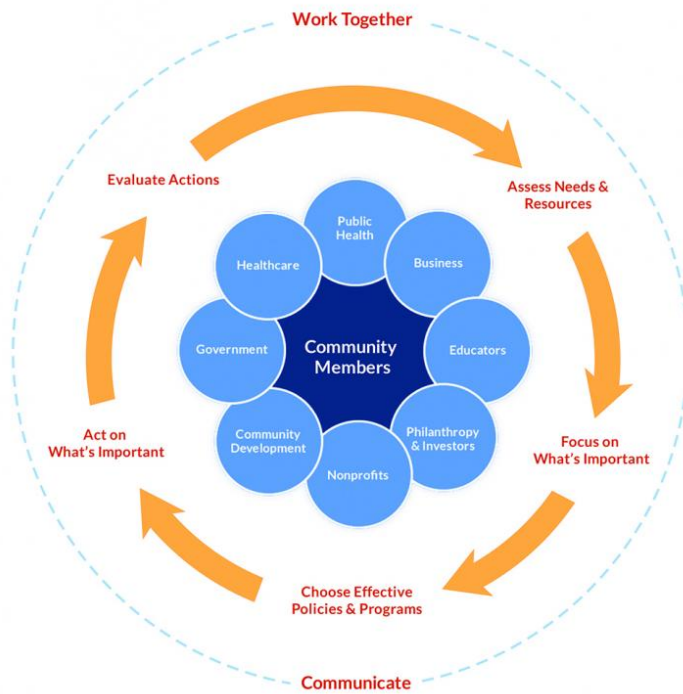 Work Together
Evaluate Actions
Assess Needs &
Resources
Public
Health
Healthcare
Business
Government
Community
Members
Educators
Community
Development
Philanthropy
& Investors
Nonprofits
Act on
What's Important
Focus on
What's Important
Choose Effective
Policies & Programs
Communicate